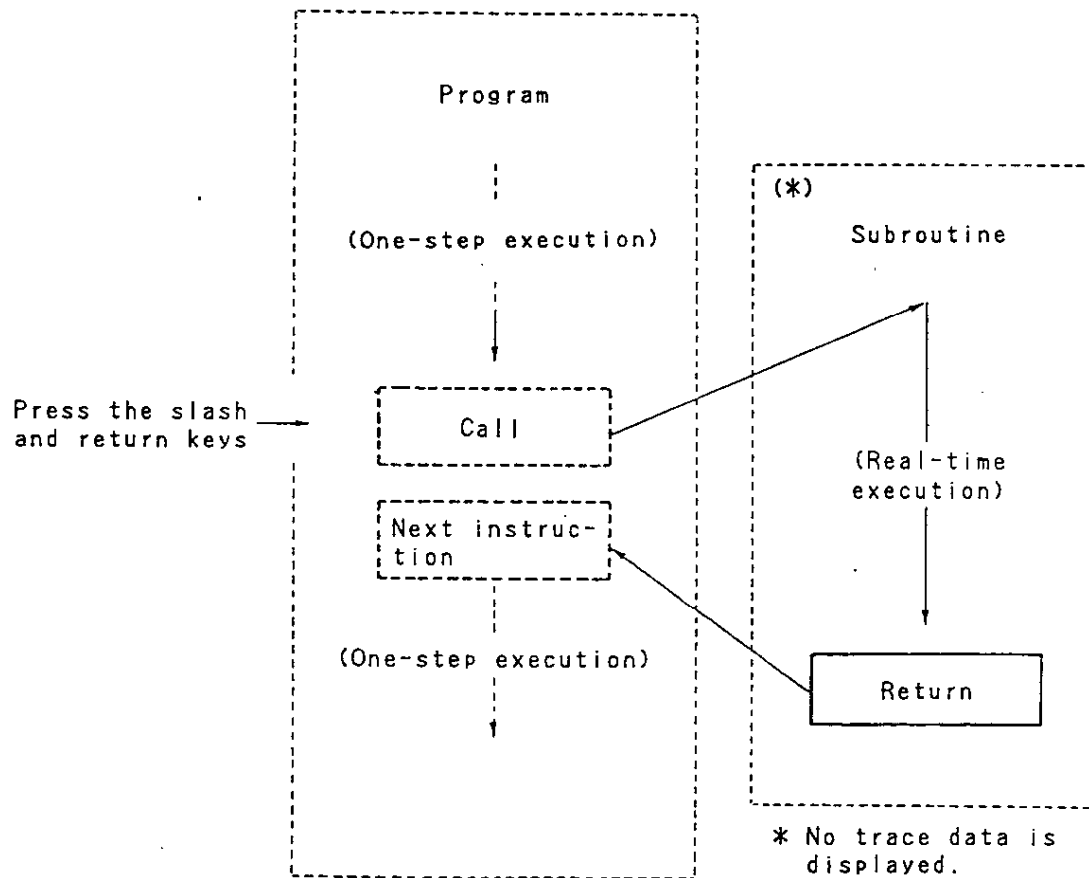 Program
(One-step execution)
(*)
Subroutine
Press the slash
and return keys
Call
(Real-time
execution)
Next instruc-
tion
(One-step execution)
Return
* No trace data is
displayed.